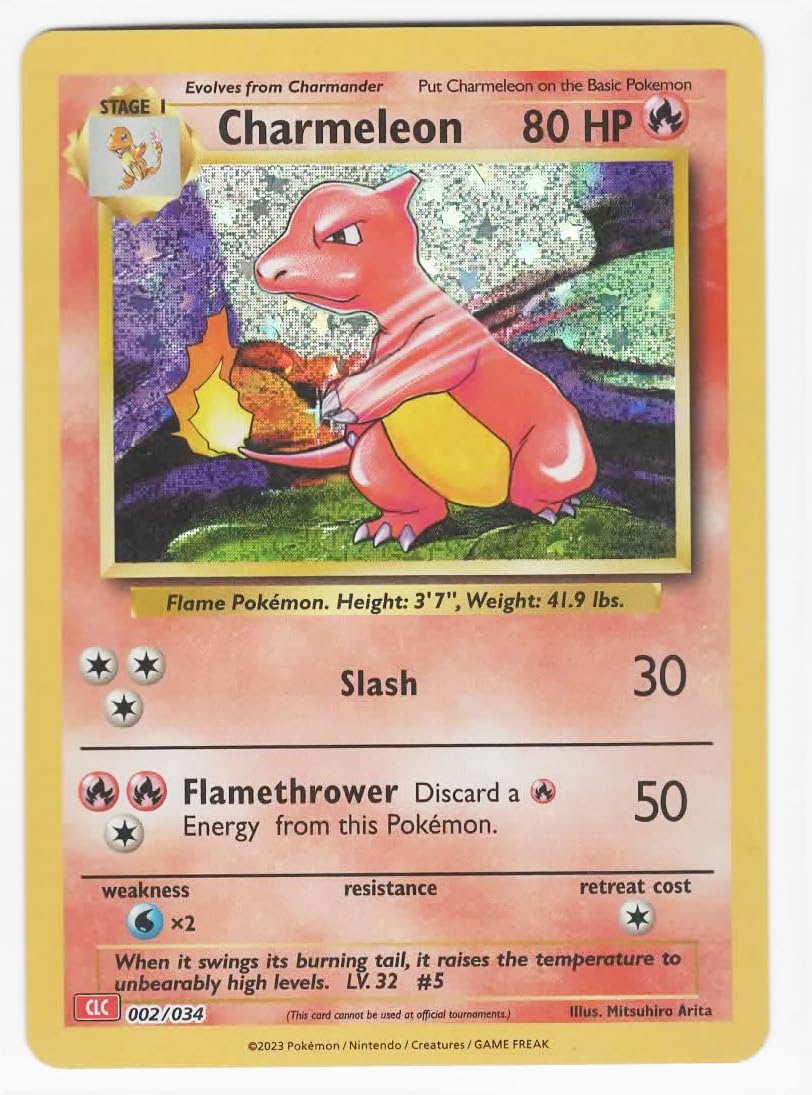 Evolves from Charmander
Put Charmeleon on the Basic Pokemon
STAGE 1
Charmeleon
80 HP
Flame Pokémon. Height: 3'7", Weight: 41.9 lbs.
Slash
30
Flamethrower Discard a
Energy from this Pokémon.
50
weakness
resistance
retreat cost
×2
When it swings its burning tail, it raises the temperature to
unbearably high levels. LV. 32 #5
CLC
002/034
(This card cannot be used at official tournaments.)
Illus. Mitsuhiro Arita
©2023 Pokémon / Nintendo / Creatures / GAME FREAK